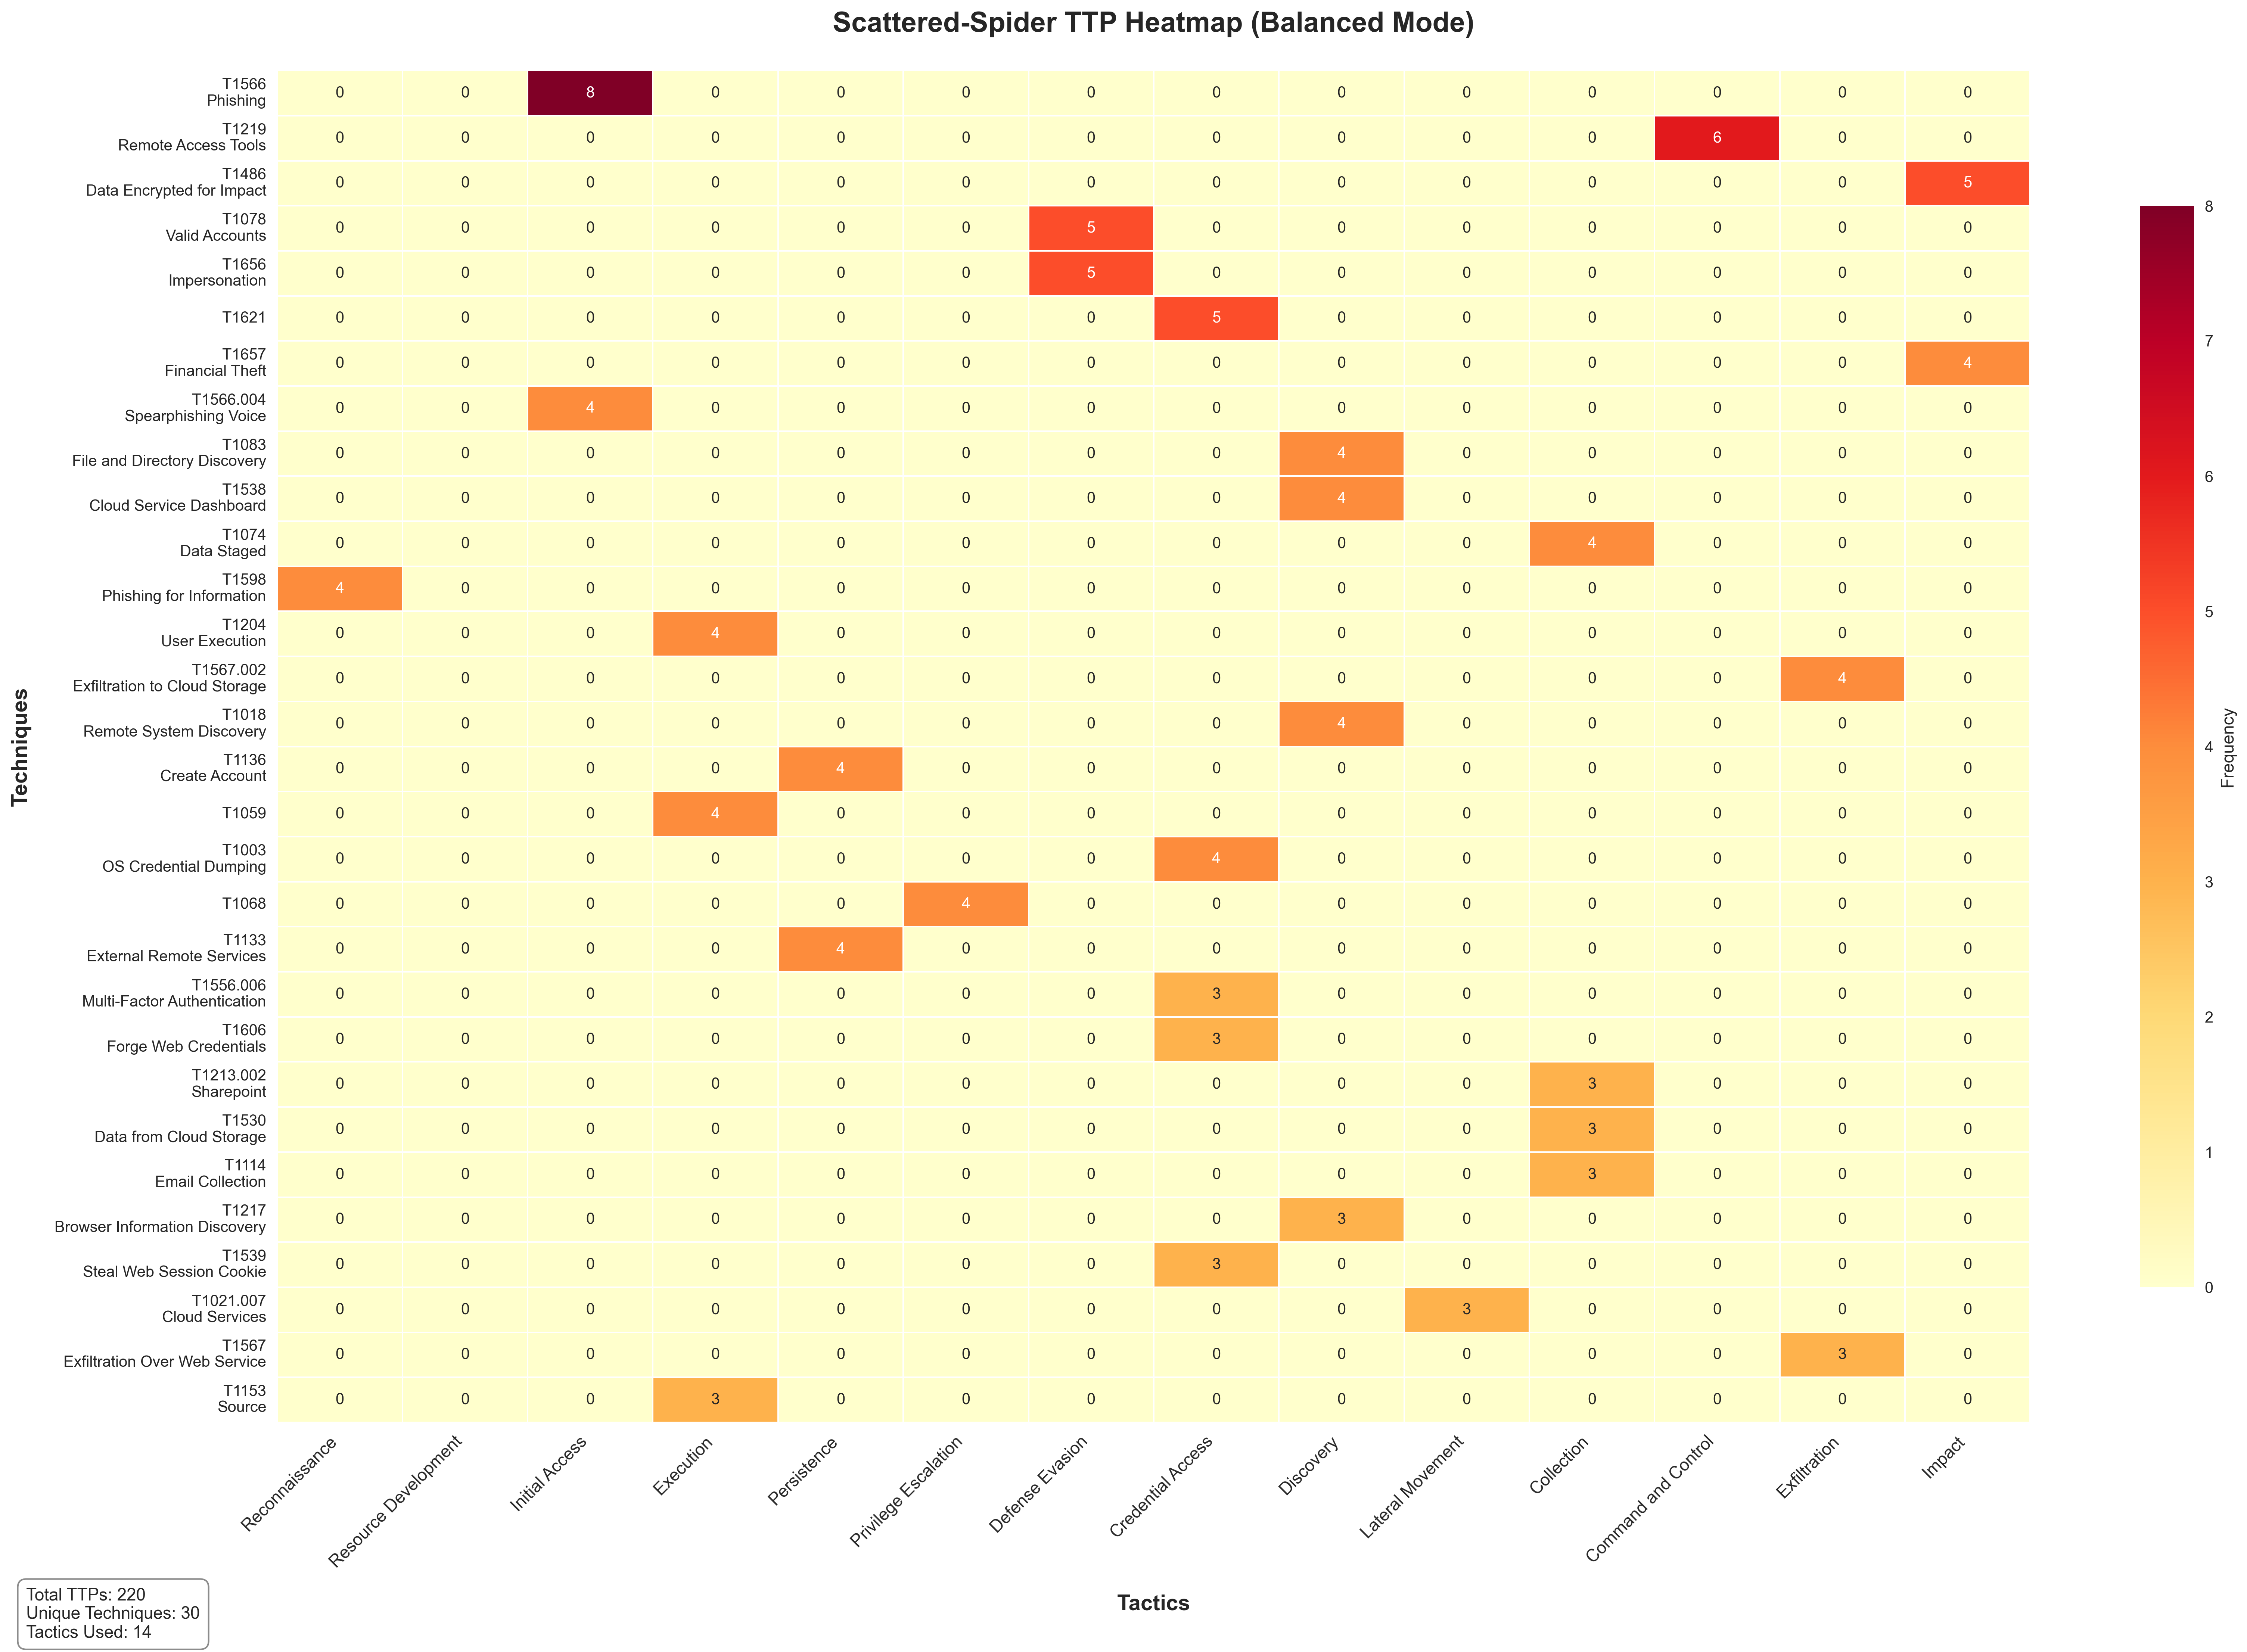 Scattered-Spider TTP Heatmap (Balanced Mode)
T1566
Phishing
0 0 8 0 0 0 0 0 0 0 0 0 0 0
T1219
Remote Access Tools
0 0 0 0 0 0 0 0 0 0 0 6 0 0
T1486
Data Encrypted for Impact
0 0 0 0 0 0 0 0 0 0 0 0 0 5
T1078
Valid Accounts
0 0 0 0 0 0 5 0 0 0 0 0 0 0
T1656
Impersonation
0 0 0 0 0 0 5 0 0 0 0 0 0 0
T1621
0 0 0 0 0 0 0 5 0 0 0 0 0 0
T1657
Financial Theft
0 0 0 0 0 0 0 0 0 0 0 0 0 4
T1566.004
Spearphishing Voice
0 0 4 0 0 0 0 0 0 0 0 0 0 0
T1083
File and Directory Discovery
0 0 0 0 0 0 0 0 4 0 0 0 0 0
T1538
Cloud Service Dashboard
0 0 0 0 0 0 0 0 4 0 0 0 0 0
T1074
Data Staged
0 0 0 0 0 0 0 0 0 0 4 0 0 0
T1598
Phishing for Information
4 0 0 0 0 0 0 0 0 0 0 0 0 0
T1204
User Execution
0 0 0 4 0 0 0 0 0 0 0 0 0 0
T1567.002
Exfiltration to Cloud Storage
0 0 0 0 0 0 0 0 0 0 0 0 4 0
T1018
Remote System Discovery
0 0 0 0 0 0 0 0 4 0 0 0 0 0
T1136
Create Account
0 0 0 0 4 0 0 0 0 0 0 0 0 0
T1059
0 0 0 4 0 0 0 0 0 0 0 0 0 0
T1003
OS Credential Dumping
0 0 0 0 0 0 0 4 0 0 0 0 0 0
T1068
0 0 0 0 0 4 0 0 0 0 0 0 0 0
T1133
External Remote Services
0 0 0 0 4 0 0 0 0 0 0 0 0 0
T1556.006
Multi-Factor Authentication
0 0 0 0 0 0 0 3 0 0 0 0 0 0
T1606
Forge Web Credentials
0 0 0 0 0 0 0 3 0 0 0 0 0 0
T1213.002
Sharepoint
0 0 0 0 0 0 0 0 0 0 3 0 0 0
T1530
Data from Cloud Storage
0 0 0 0 0 0 0 0 0 0 3 0 0 0
T1114
Email Collection
0 0 0 0 0 0 0 0 0 0 3 0 0 0
T1217
Browser Information Discovery
0 0 0 0 0 0 0 0 3 0 0 0 0 0
T1539
Steal Web Session Cookie
0 0 0 0 0 0 0 3 0 0 0 0 0 0
T1021.007
Cloud Services
0 0 0 0 0 0 0 0 0 3 0 0 0 0
T1567
Exfiltration Over Web Service
0 0 0 0 0 0 0 0 0 0 0 0 3 0
T1153
Source
0 0 0 3 0 0 0 0 0 0 0 0 0 0
Techniques
Reconnaissance
Resource Development
Initial Access
Execution
Persistence
Privilege Escalation
Defense Evasion
Credential Access
Discovery
Lateral Movement
Collection
Command and Control
Exfiltration
Impact
Tactics
8
7
6
5
4
3
2
1
0
Frequency
Total TTPs: 220
Unique Techniques: 30
Tactics Used: 14